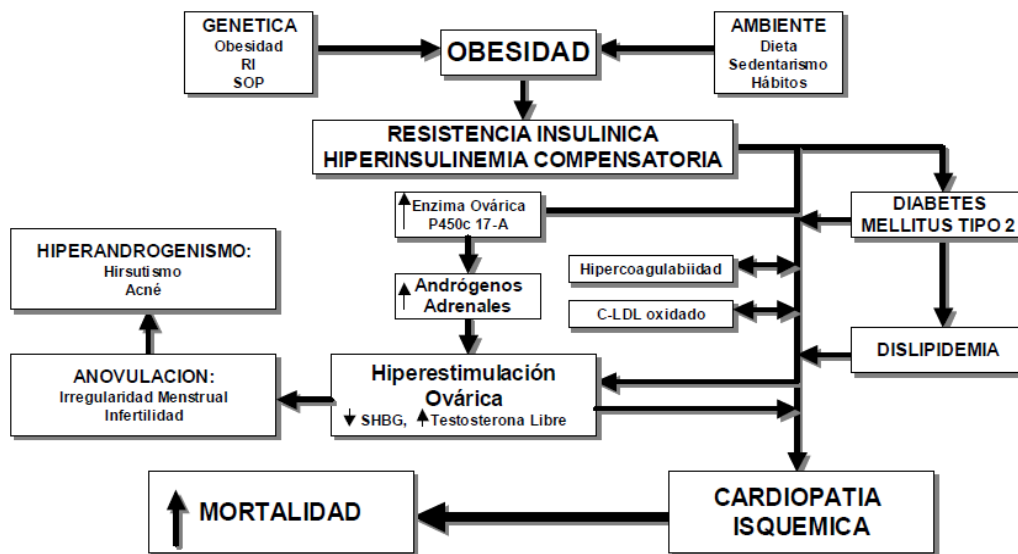 GENETICA
Obesidad
RI
SOP
OBESIDAD
AMBIENTE
Dieta
Sedentarismo
Hábitos
RESISTENCIA INSULINICA
HIPERINSULINEMIA COMPENSATORIA
Enzima Ovárica
P450c 17-A
DIABETES
MELLITUS TIPO 2
HIPERANDROGENISMO:
Hirsutismo
Acné
Hipercoagulabiidad
Andrógenos
Adrenales
C-LDL oxidado
DISLIPIDEMIA
ANOVULACION:
Irregularidad Menstrual
Infertilidad
Hiperestimulación
Ovárica
SHBG, Testosterona Libre
MORTALIDAD
CARDIOPATIA
ISQUEMICA